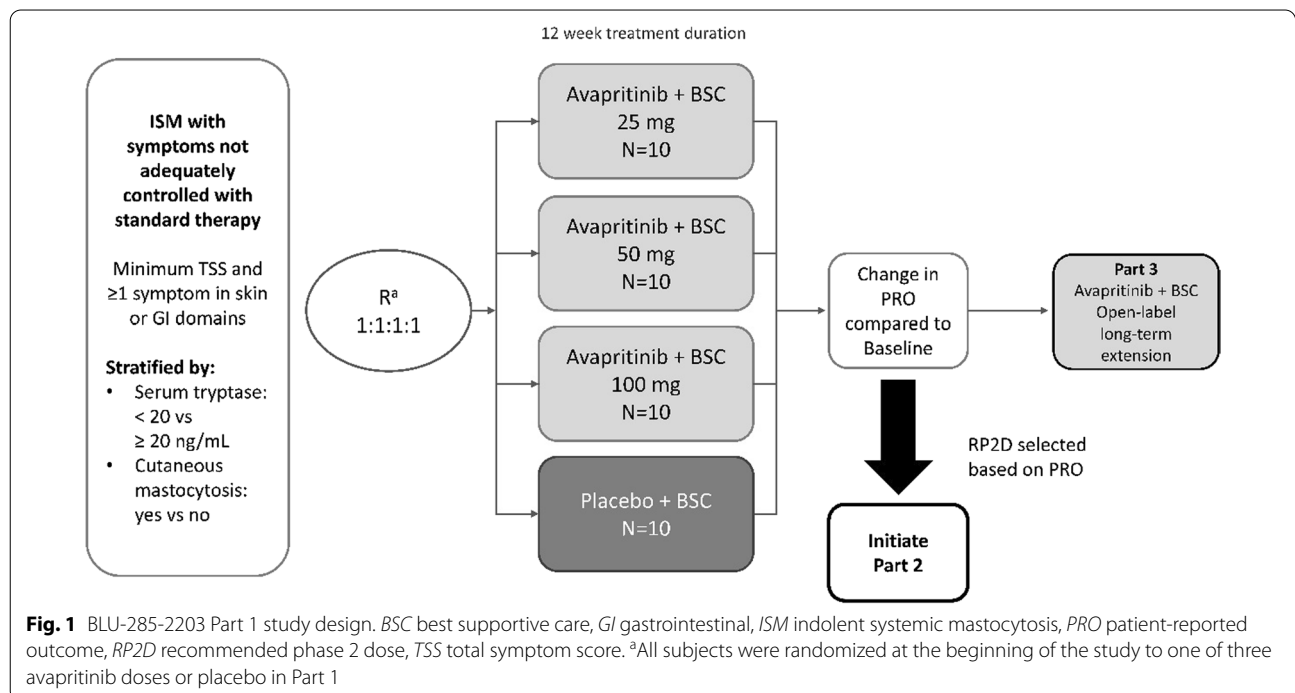 12 week treatment duration
ISM with
symptoms not
adequately
controlled with
standard therapy
Minimum TSS and
≥1 symptom in skin
or GI domains
Stratified by:
• Serum tryptase:
< 20 vs
≥ 20 ng/mL
• Cutaneous
mastocytosis:
yes vs no
Rᵃ
1:1:1:1
Avapritinib + BSC
25 mg
N=10
Avapritinib + BSC
50 mg
N=10
Avapritinib + BSC
100 mg
N=10
Placebo + BSC
N=10
Change in
PRO
compared to
Baseline
Part 3
Avapritinib + BSC
Open-label
long-term
extension
RP2D selected
based on PRO
Initiate
Part 2
Fig. 1 BLU-285-2203 Part 1 study design. BSC best supportive care, GI gastrointestinal, ISM indolent systemic mastocytosis, PRO patient-reported
outcome, RP2D recommended phase 2 dose, TSS total symptom score. ᵃAll subjects were randomized at the beginning of the study to one of three
avapritinib doses or placebo in Part 1